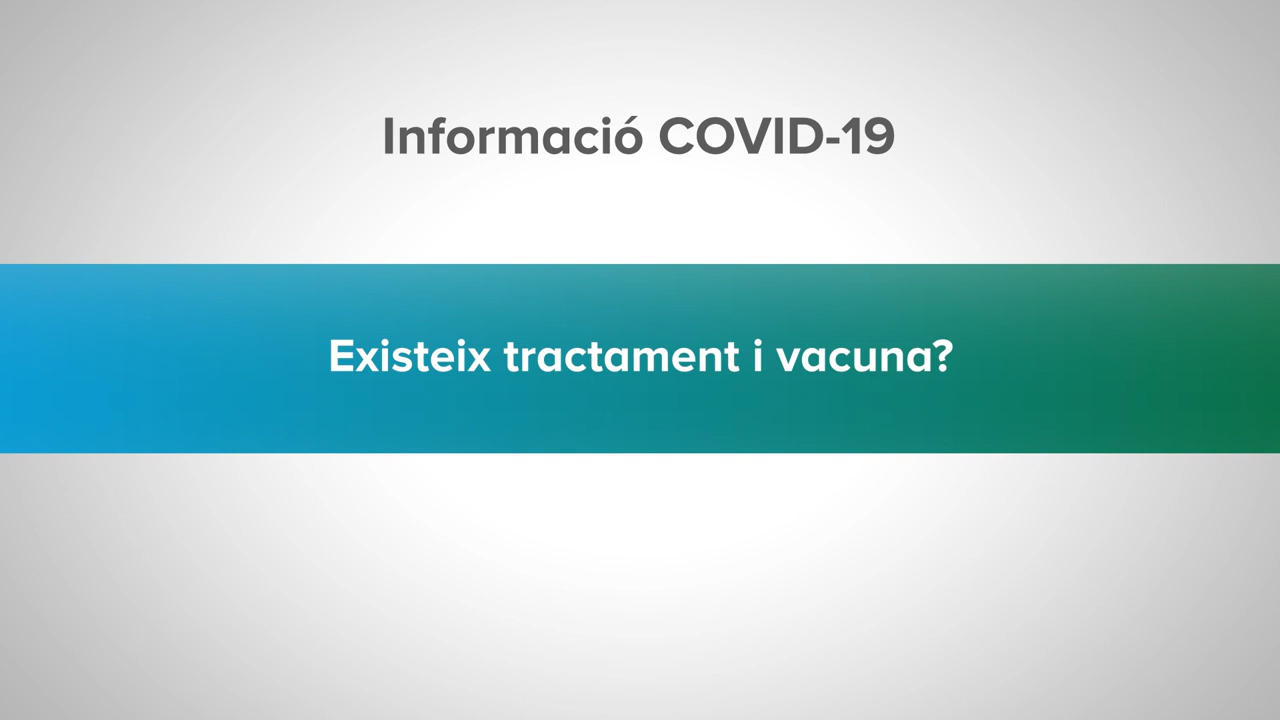 Informació COVID-19
Existeix tractament i vacuna?